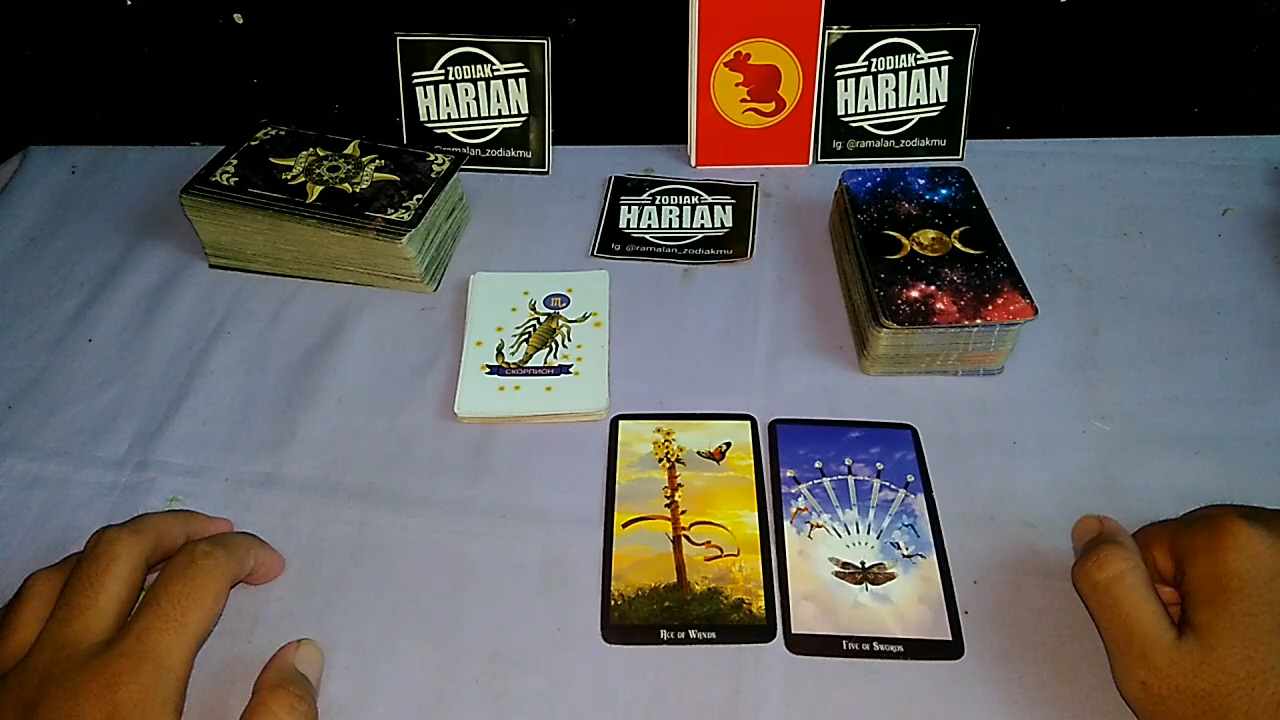 ZODIAK
HARIAN
@ramalan_zodiakmu
ZODIAK
HARIAN
Ig: @ramalan_zodiakmu
ZODIAK
HARIAN
Ig @ramalan_zodiakmu
СКОРПИОН
ACE OF WANDS
FIVE OF SWORDS